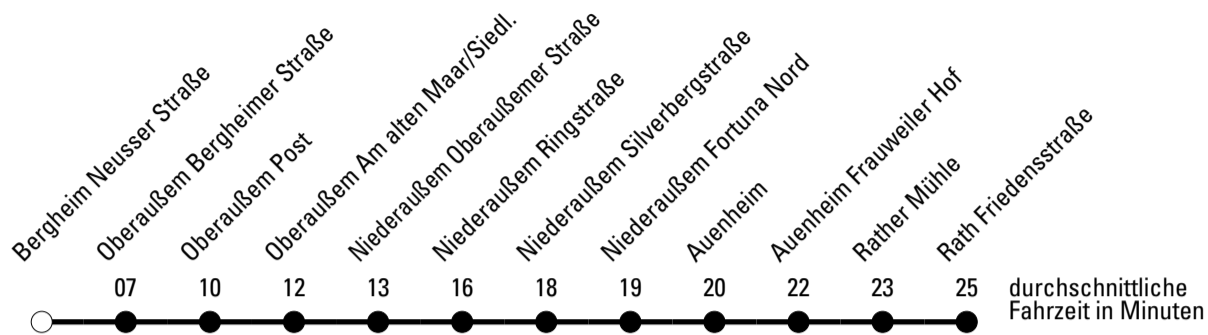 Bergheim Neusser Straße
Oberaußem Bergheimer Straße
Oberaußem Post
Oberaußem Am alten Maar/Siedl.
Niederaußem Oberaußemer Straße
Niederaußem Ringstraße
Niederaußem Silverbergstraße
Niederaußem Fortuna Nord
Auenheim
Auenheim Frauweiler Hof
Rather Mühle
Rath Friedensstraße
07 10 12 13 16 18 19 20 22 23 25
durchschnittliche
Fahrzeit in Minuten